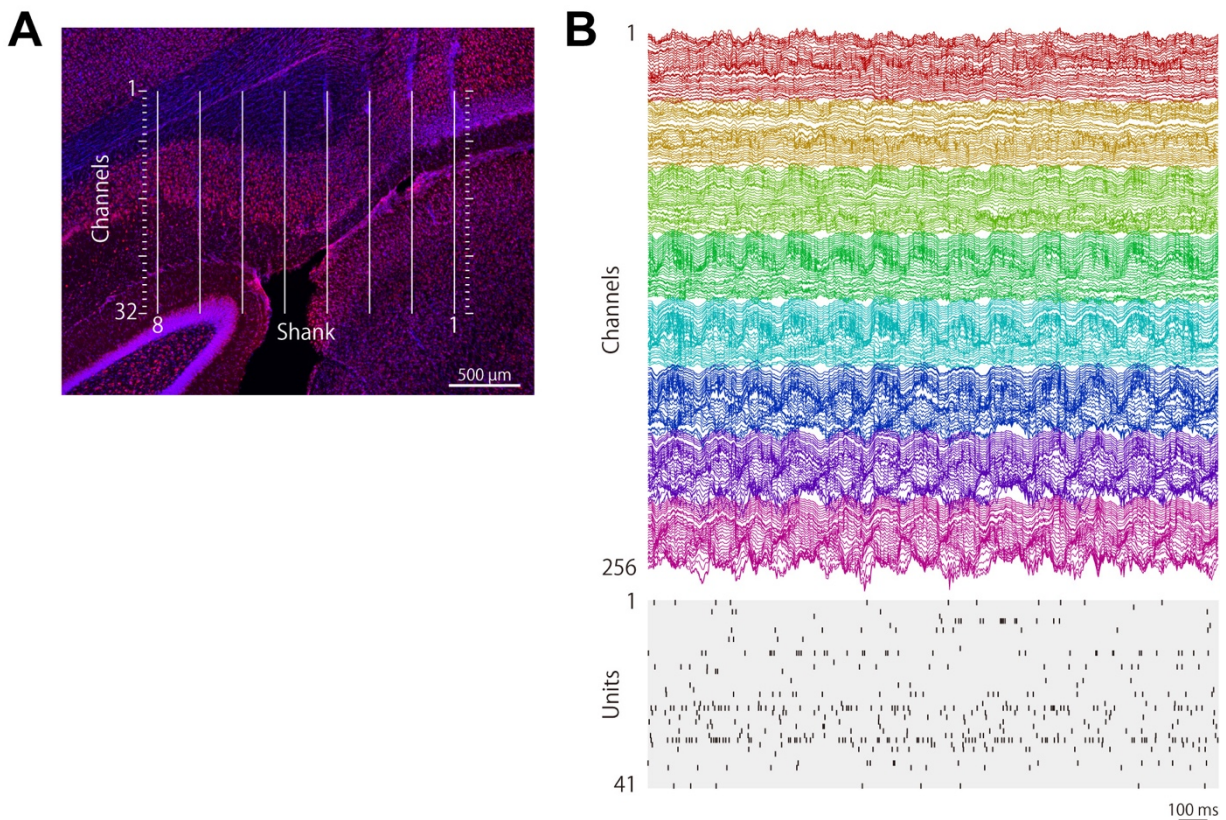 A
1
Channels
32
8
Shank
1
500 μm
B
1
Channels
256
1
Units
41
100 ms